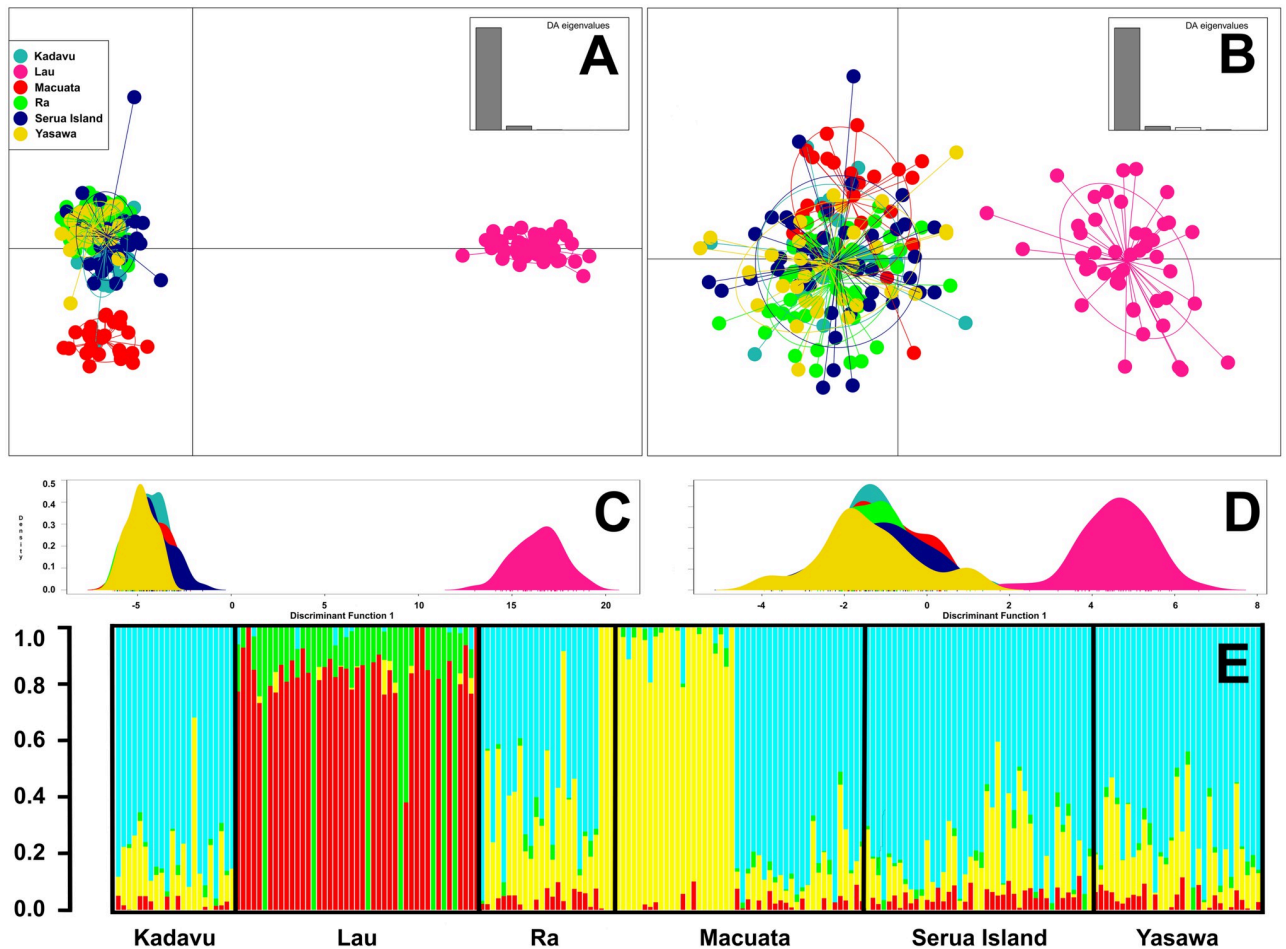 DA eigenvalues
A
Kadavu
Lau
Macuata
Ra
Serua Island
Yasawa
DA eigenvalues
B
0.5
0.4
0.3
0.2
0.1
0.0
Density
C
-5 0 5 10 15 20
Discriminant Function 1
D
-4 -2 0 2 4 6 8
Discriminant Function 1
1.0
0.8
0.6
0.4
0.2
0.0
E
Kadavu Lau Ra Macuata Serua Island Yasawa